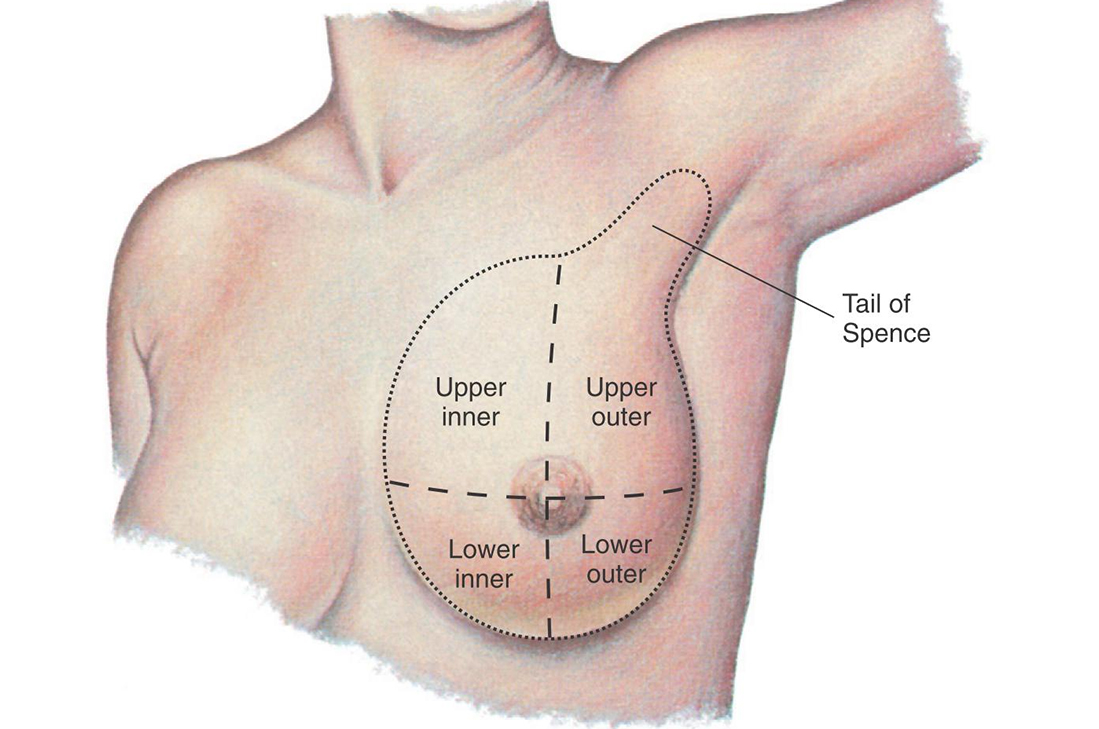 Tail of
Spence
Upper
inner
Upper
outer
Lower
inner
Lower
outer